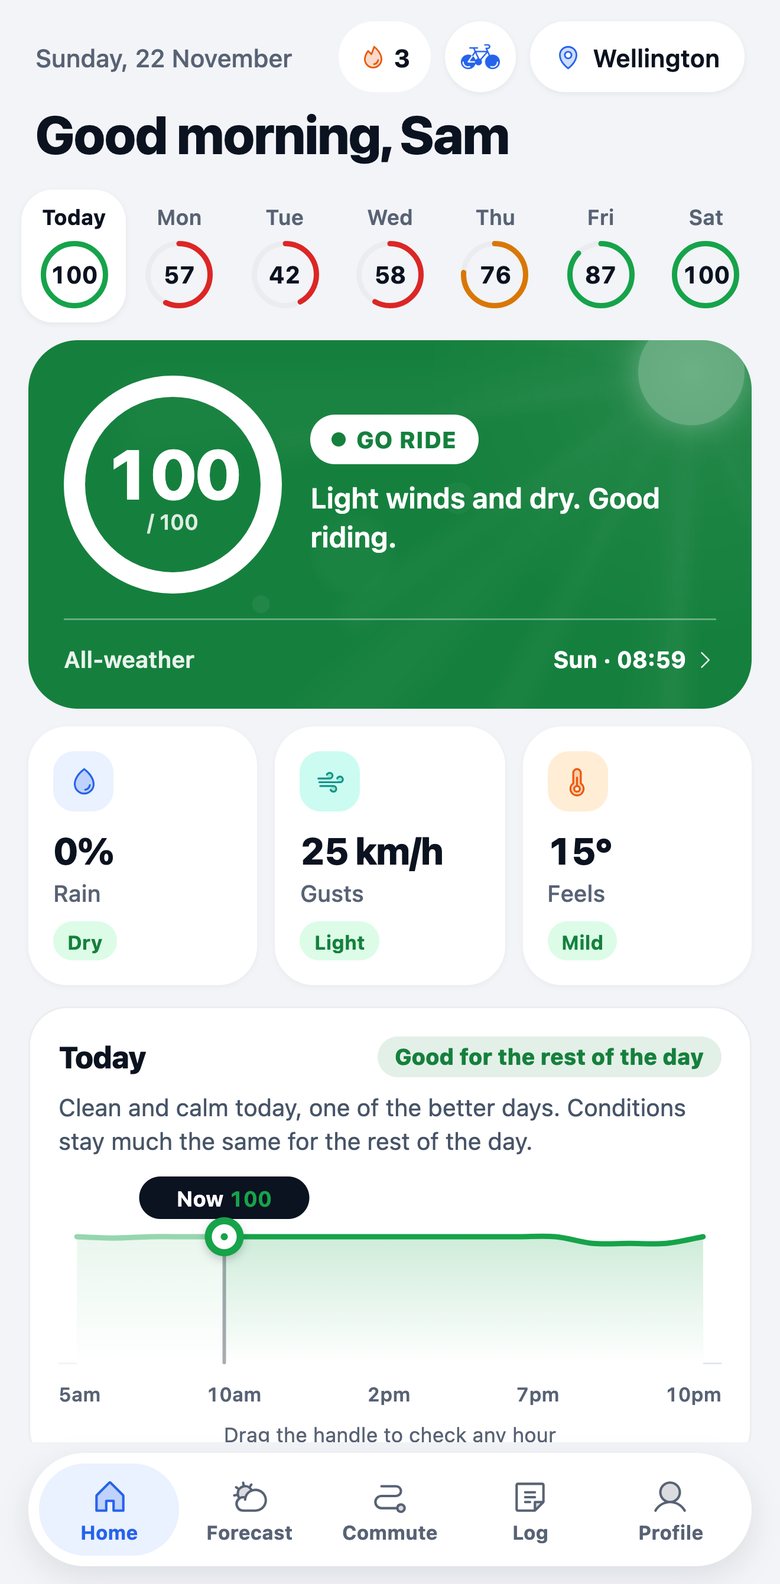 Sunday, 22 November
3
Wellington
Good morning, Sam
Today Mon Tue Wed Thu Fri Sat
100 57 42 58 76 87 100
100
/ 100
GO RIDE
Light winds and dry. Good
riding.
All-weather
Sun · 08:59
0%
Rain
Dry
25 km/h
Gusts
Light
15°
Feels
Mild
Today
Good for the rest of the day
Clean and calm today, one of the better days. Conditions
stay much the same for the rest of the day.
Now 100
5am 10am 2pm 7pm 10pm
Drag the handle to check any hour
Home Forecast Commute Log Profile